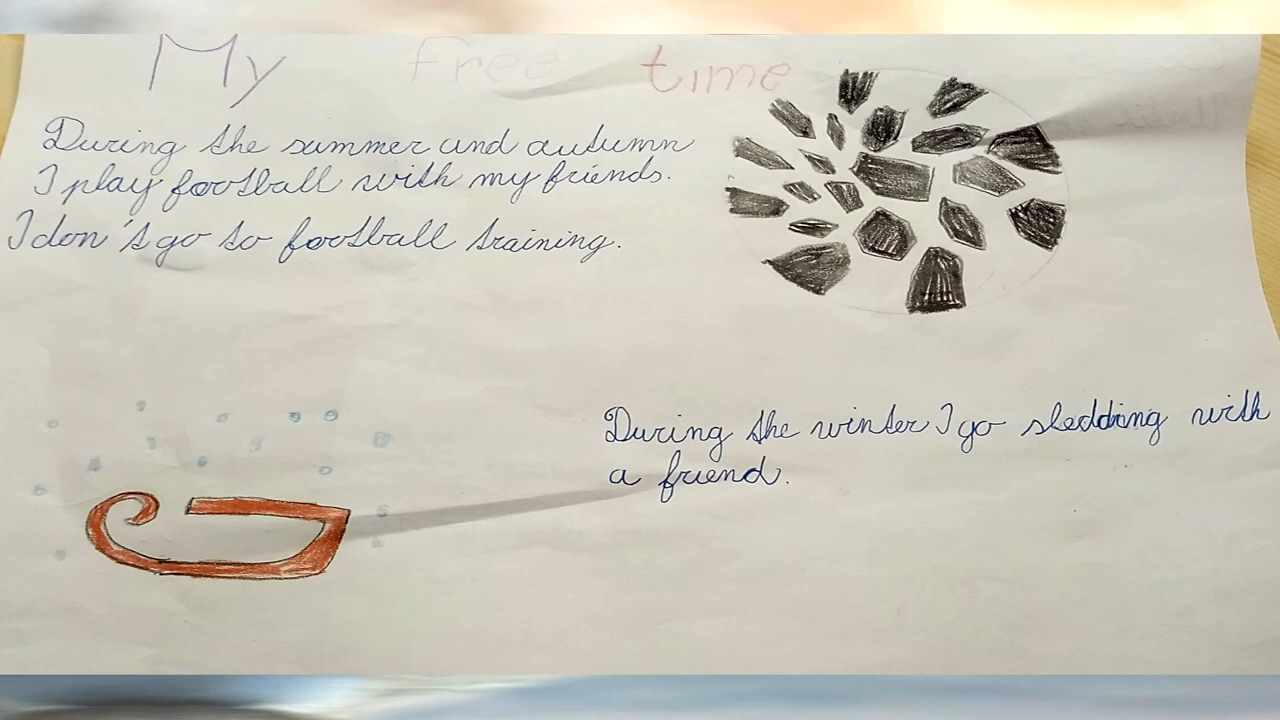 My free time
During the summer and autumn
I play football with my friends.
I don't go to football training.
During the winter I go sledding with
a friend.